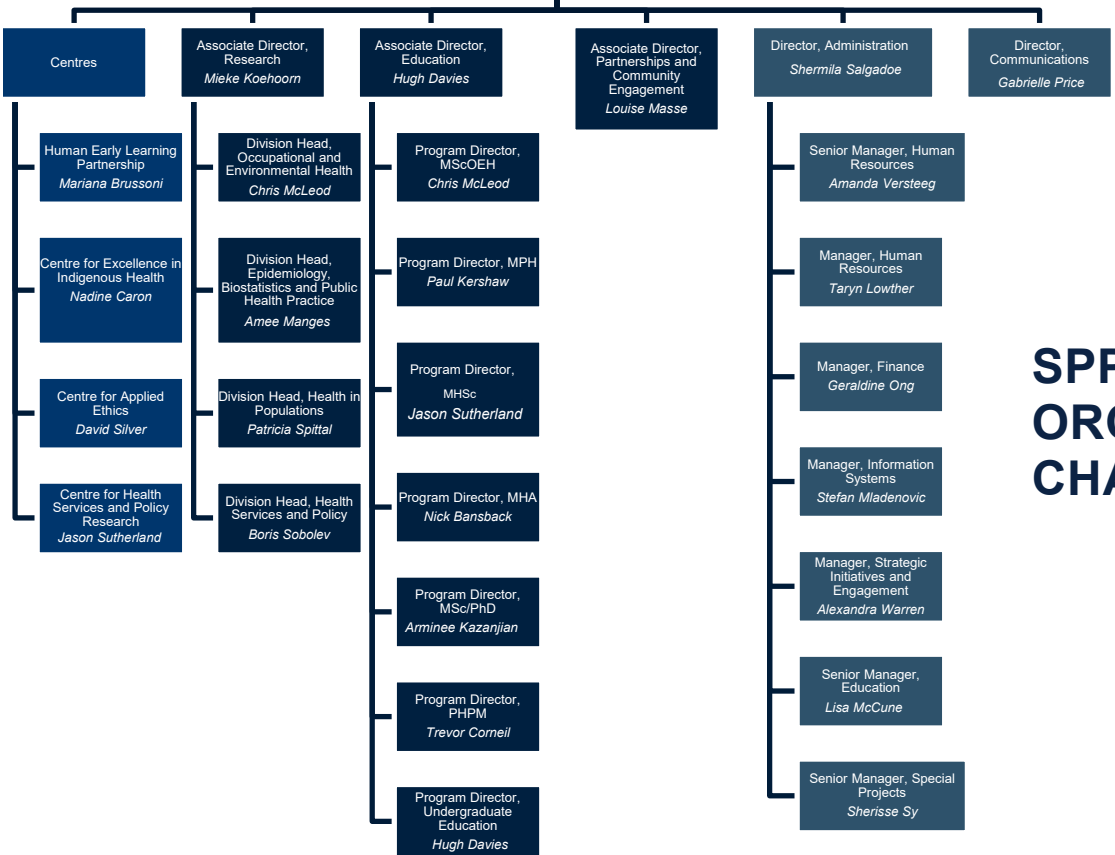 Centres
Associate Director,
Research
Mieke Koehoorn
Associate Director,
Education
Hugh Davies
Associate Director,
Partnerships and
Community
Engagement
Louise Masse
Director, Administration
Shermila Salgadoe
Director,
Communications
Gabrielle Price
Human Early Learning
Partnership
Mariana Brussoni
Centre for Excellence in
Indigenous Health
Nadine Caron
Centre for Applied
Ethics
David Silver
Centre for Health
Services and Policy
Research
Jason Sutherland
Division Head,
Occupational and
Environmental Health
Chris McLeod
Division Head,
Epidemiology,
Biostatistics and Public
Health Practice
Amee Manges
Division Head, Health in
Populations
Patricia Spittal
Division Head, Health
Services and Policy
Boris Sobolev
Program Director,
MScOEH
Chris McLeod
Program Director, MPH
Paul Kershaw
Program Director,
MHSc
Jason Sutherland
Program Director, MHA
Nick Bansback
Program Director,
MSc/PhD
Arminee Kazanjian
Program Director,
PHPM
Trevor Corneil
Program Director,
Undergraduate
Education
Hugh Davies
Senior Manager, Human
Resources
Amanda Versteeg
Manager, Human
Resources
Taryn Lowther
Manager, Finance
Geraldine Ong
Manager, Information
Systems
Stefan Mladenovic
Manager, Strategic
Initiatives and
Engagement
Alexandra Warren
Senior Manager,
Education
Lisa McCune
Senior Manager, Special
Projects
Sherisse Sy